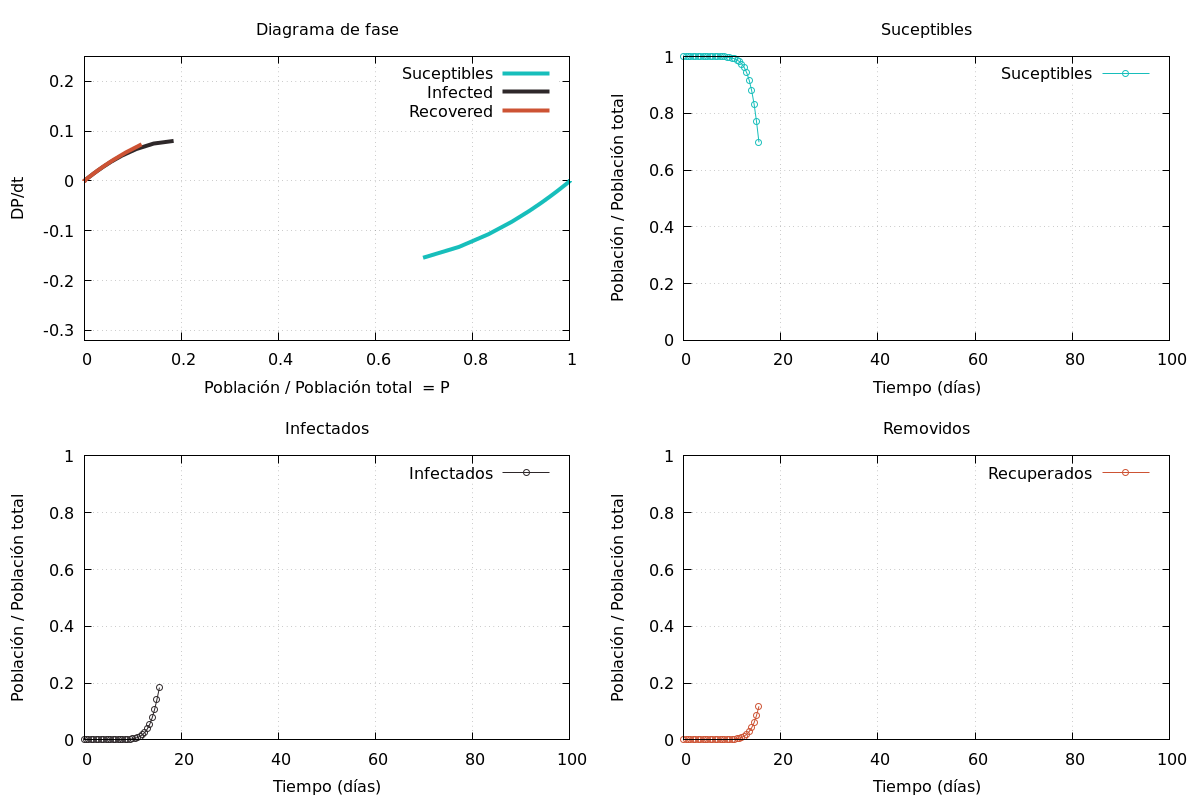 Diagrama de fase
Suceptibles
Infected
Recovered
0.2
0.1
0
-0.1
-0.2
-0.3
DP/dt
0 0.2 0.4 0.6 0.8 1
Población / Población total = P
Suceptibles
Suceptibles
1
0.8
0.6
0.4
0.2
0
Población / Población total
0 20 40 60 80 100
Tiempo (días)
Infectados
Infectados
1
0.8
0.6
0.4
0.2
0
Población / Población total
0 20 40 60 80 100
Tiempo (días)
Removidos
Recuperados
1
0.8
0.6
0.4
0.2
0
Población / Población total
0 20 40 60 80 100
Tiempo (días)